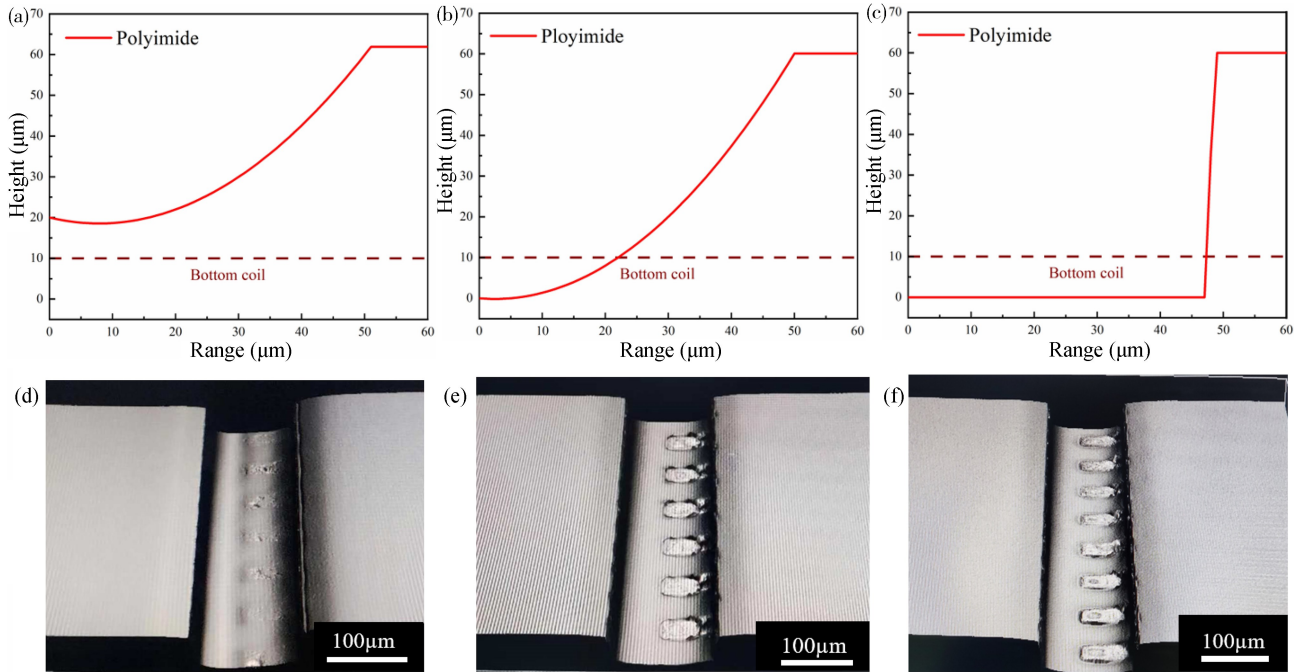 (a)
70
60
50
40
30
20
10
0
Height (μm)
Polyimide
Bottom coil
0 10 20 30 40 50 60
Range (μm)
(b)
70
60
50
40
30
20
10
0
Height (μm)
Ployimide
Bottom coil
0 10 20 30 40 50 60
Range (μm)
(c)
70
60
50
40
30
20
10
0
Height (μm)
Polyimide
Bottom coil
0 10 20 30 40 50 60
Range (μm)
(d)
100μm
(e)
100μm
(f)
100μm